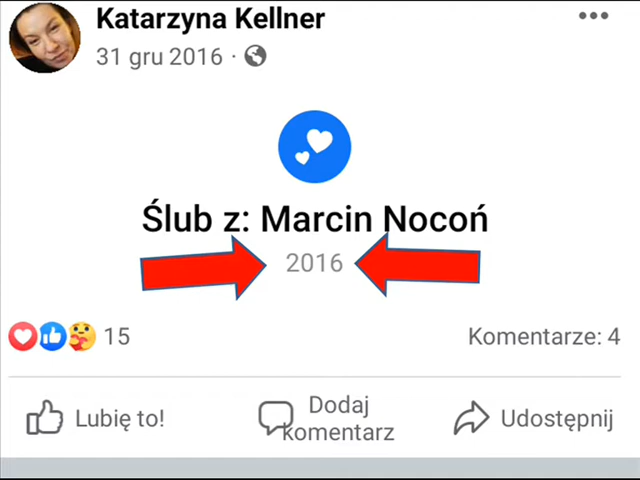 Katarzyna Kellner
31 gru 2016 ·
Ślub z: Marcin Nocoń
2016
15
Komentarze: 4
Lubię to!
Dodaj
komentarz
Udostępnij